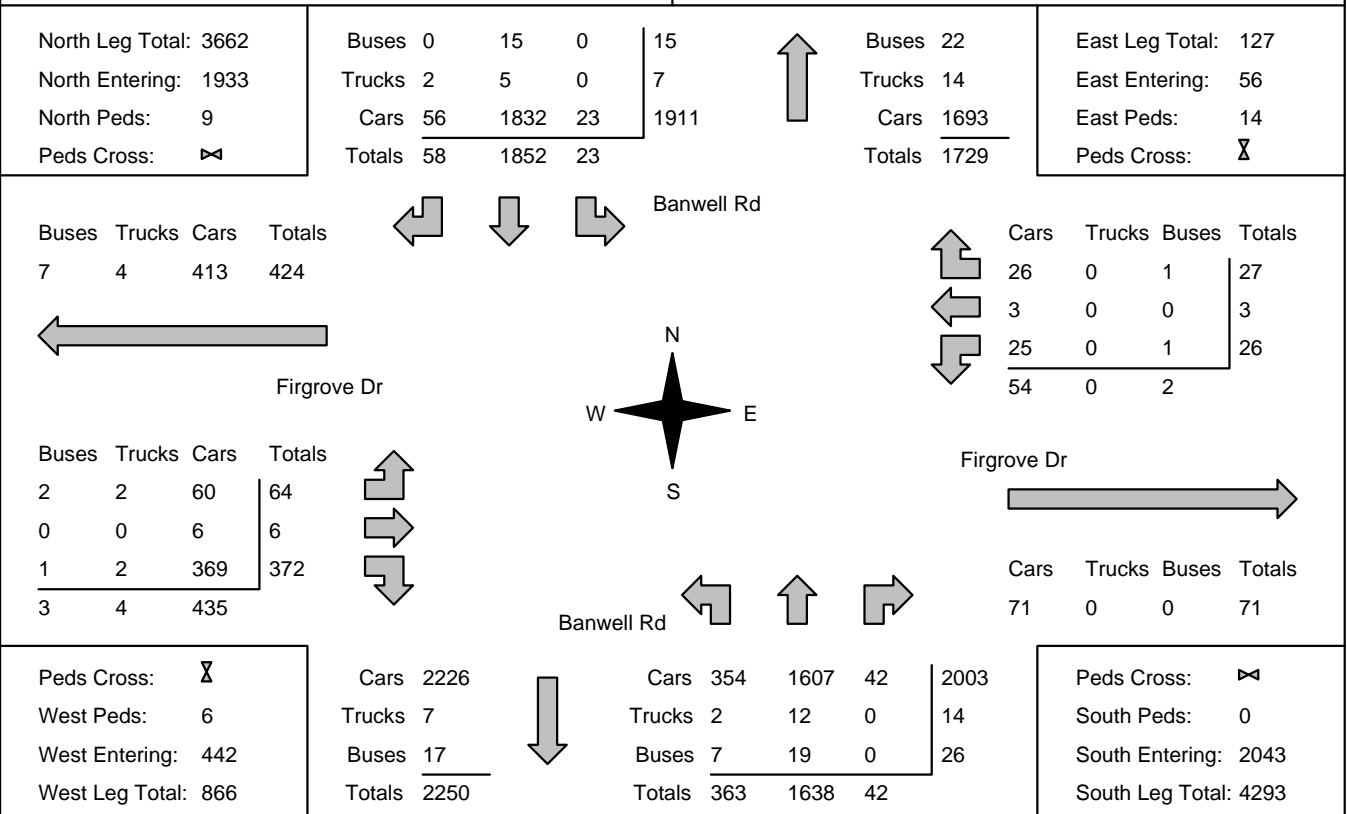 North Leg Total: 3662
North Entering: 1933
North Peds: 9
Peds Cross:
Buses 0 15 0 15
Trucks 2 5 0 7
Cars 56 1832 23 1911
Totals 58 1852 23
Buses 22
Trucks 14
Cars 1693
Totals 1729
East Leg Total: 127
East Entering: 56
East Peds: 14
Peds Cross:
Banwell Rd
Buses Trucks Cars Totals
7 4 413 424
Cars Trucks Buses Totals
26 0 1 27
3 0 0 3
25 0 1 26
54 0 2
Firgrove Dr
N
W E
S
Buses Trucks Cars Totals
2 2 60 64
0 0 6 6
1 2 369 372
3 4 435
Firgrove Dr
Cars Trucks Buses Totals
71 0 0 71
Banwell Rd
Peds Cross:
West Peds: 6
West Entering: 442
West Leg Total: 866
Cars 2226
Trucks 7
Buses 17
Totals 2250
Cars 354 1607 42 2003
Trucks 2 12 0 14
Buses 7 19 0 26
Totals 363 1638 42
Peds Cross:
South Peds: 0
South Entering: 2043
South Leg Total: 4293